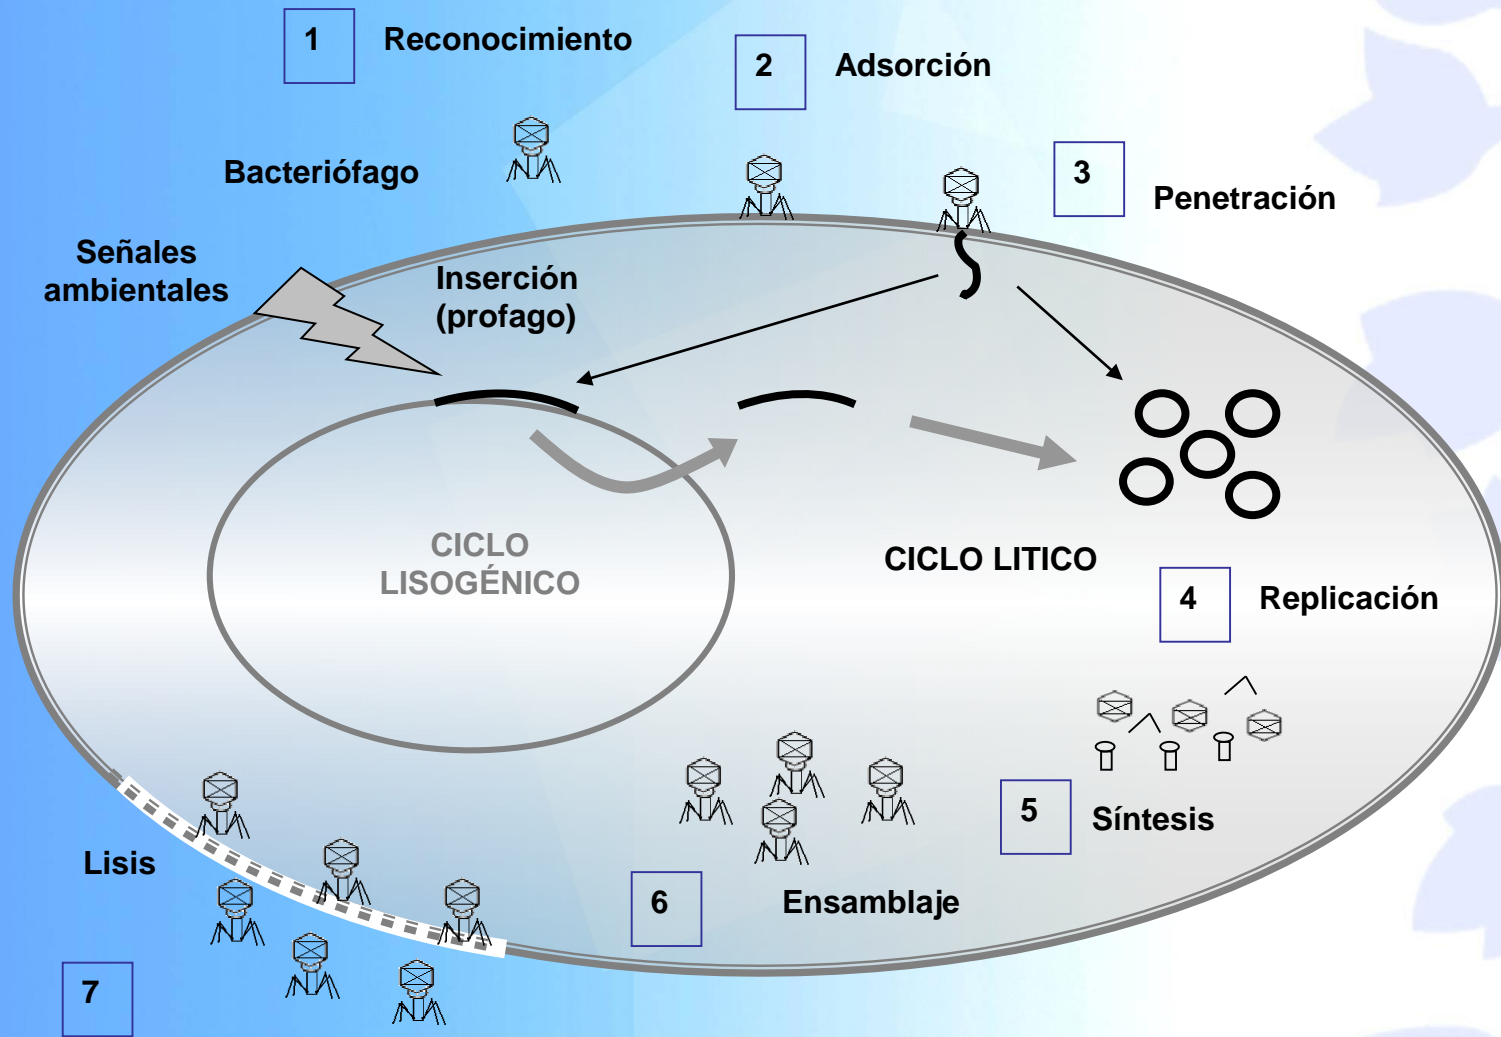 1
Reconocimiento
2
Adsorción
Bacteriófago
3
Penetración
Señales
ambientales
Inserción
(profago)
CICLO
LISOGÉNICO
CICLO LITICO
4
Replicación
5
Síntesis
Lisis
6
Ensamblaje
7